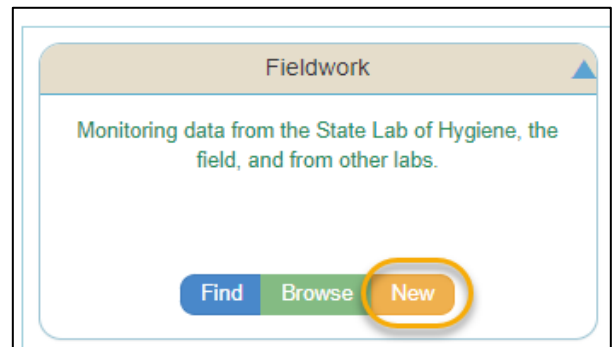 Fieldwork
Monitoring data from the State Lab of Hygiene, the
field, and from other labs.
Find Browse New